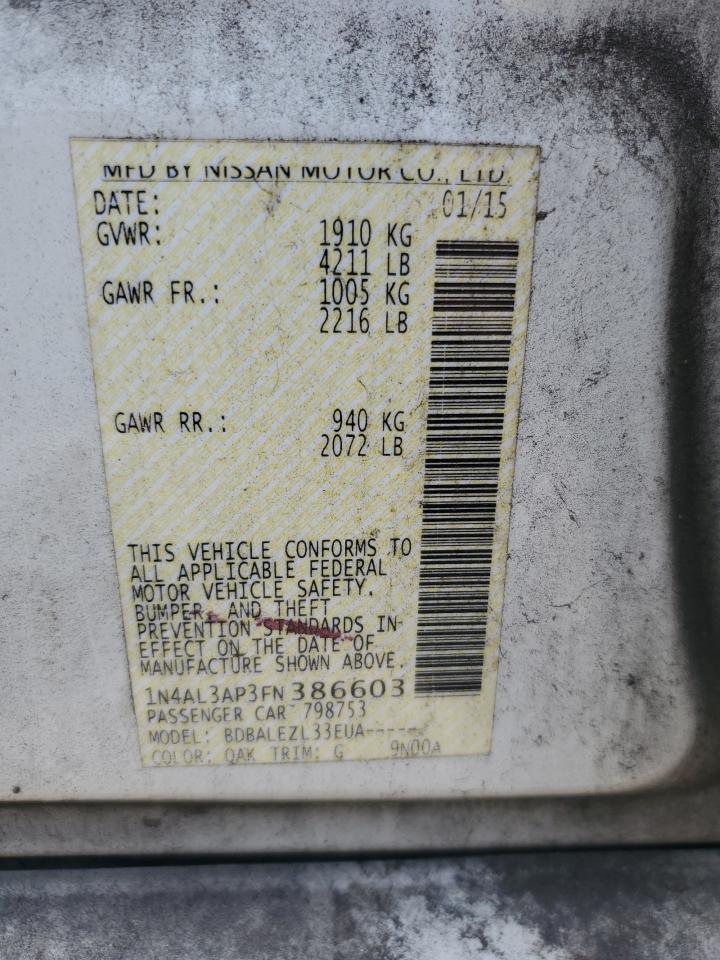 MFD BY NISSAN MOTOR CO., LTD.
DATE: 01/15
GVWR: 1910 KG
4211 LB
GAWR FR.: 1005 KG
2216 LB
GAWR RR.: 940 KG
2072 LB
THIS VEHICLE CONFORMS TO
ALL APPLICABLE FEDERAL
MOTOR VEHICLE SAFETY,
BUMPER, AND THEFT
PREVENTION STANDARDS IN
EFFECT ON THE DATE OF
MANUFACTURE SHOWN ABOVE.
1N4AL3AP3FN386603
PASSENGER CAR 798753
MODEL: BDBALEZL33EUA-----
COLOR: QAK TRIM: G 9N00A